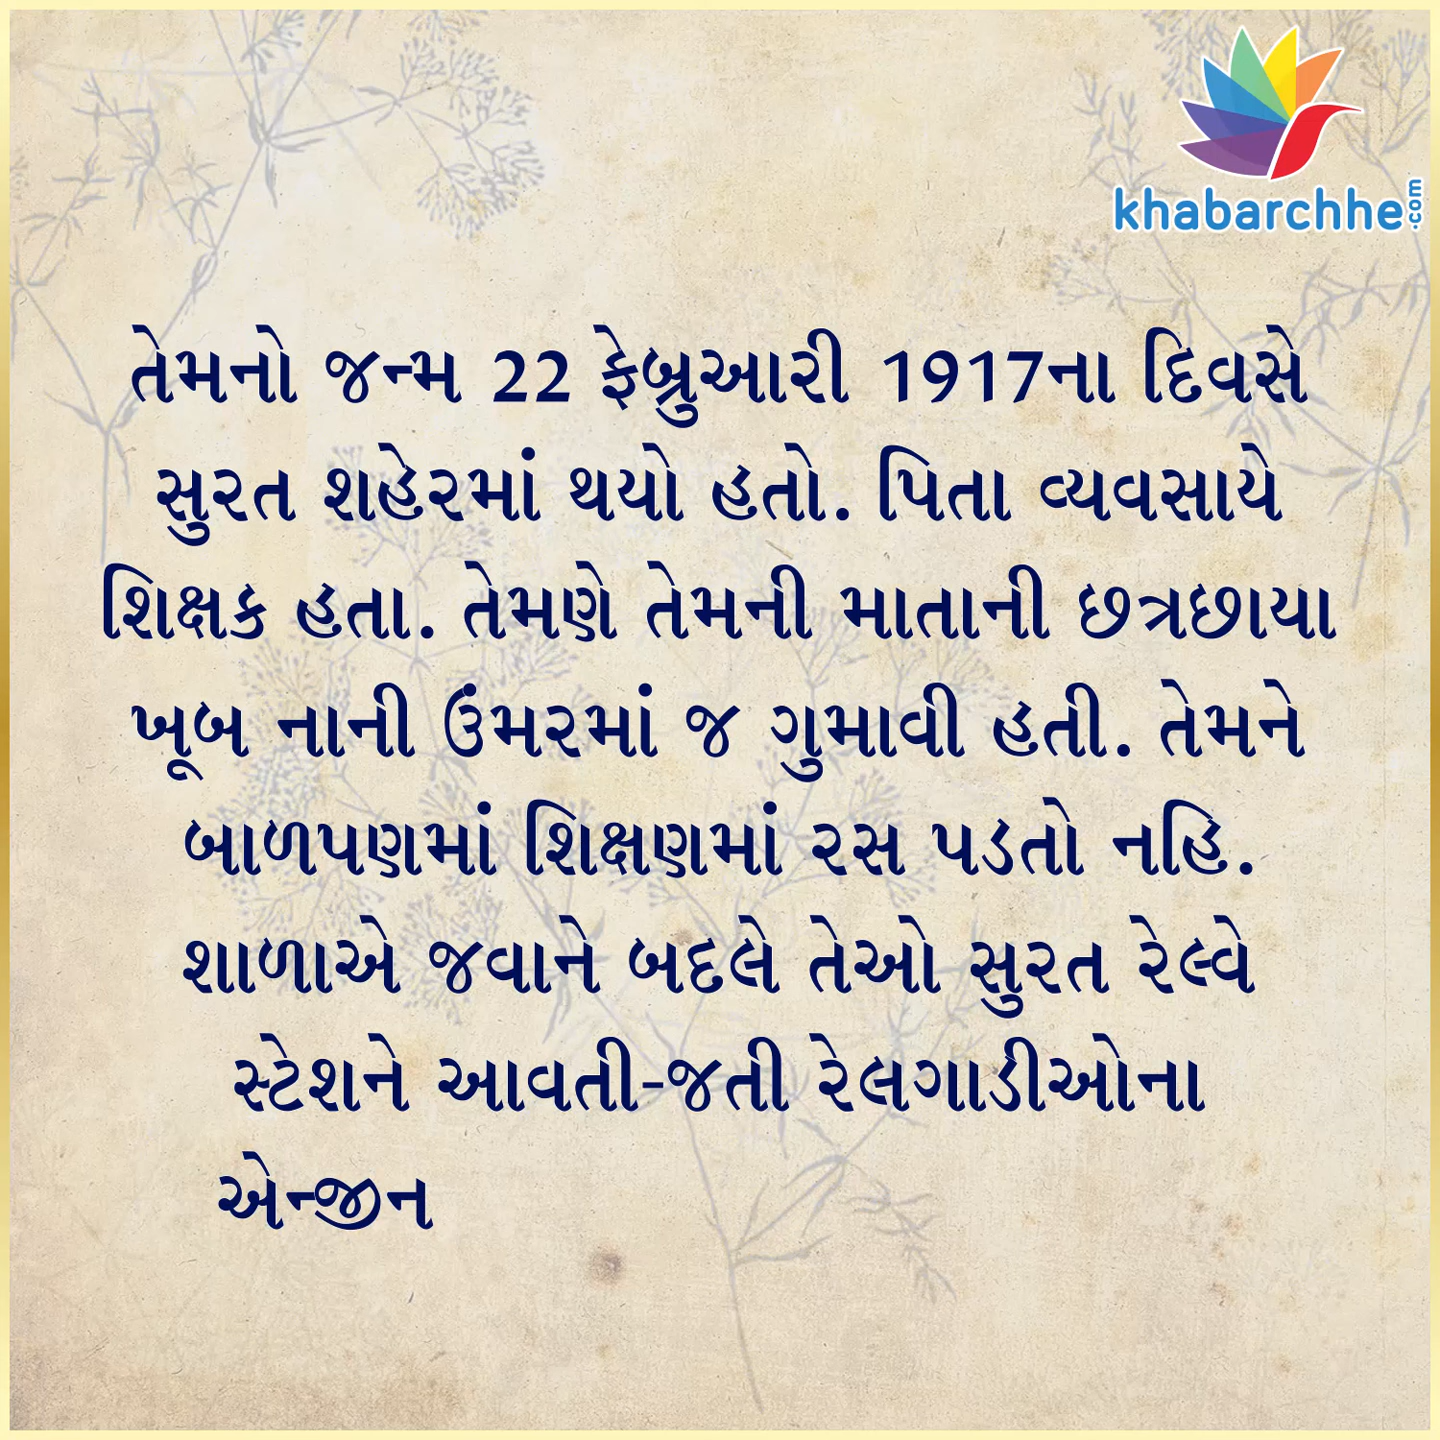 khabarchhe.com
તેમનો જન્મ 22 ફેબ્રુઆરી 1917ના દિવસે
સુરત શહેરમાં થયો હતો. પિતા વ્યવસાયે
શિક્ષક હતા. તેમણે તેમની માતાની છત્રછાયા
ખૂબ નાની ઉંમરમાં જ ગુમાવી હતી. તેમને
બાળપણમાં શિક્ષણમાં રસ પડતો નહિ.
શાળાએ જવાને બદલે તેઓ સુરત રેલ્વે
સ્ટેશને આવતી-જતી રેલગાડીઓના
એન્જીન